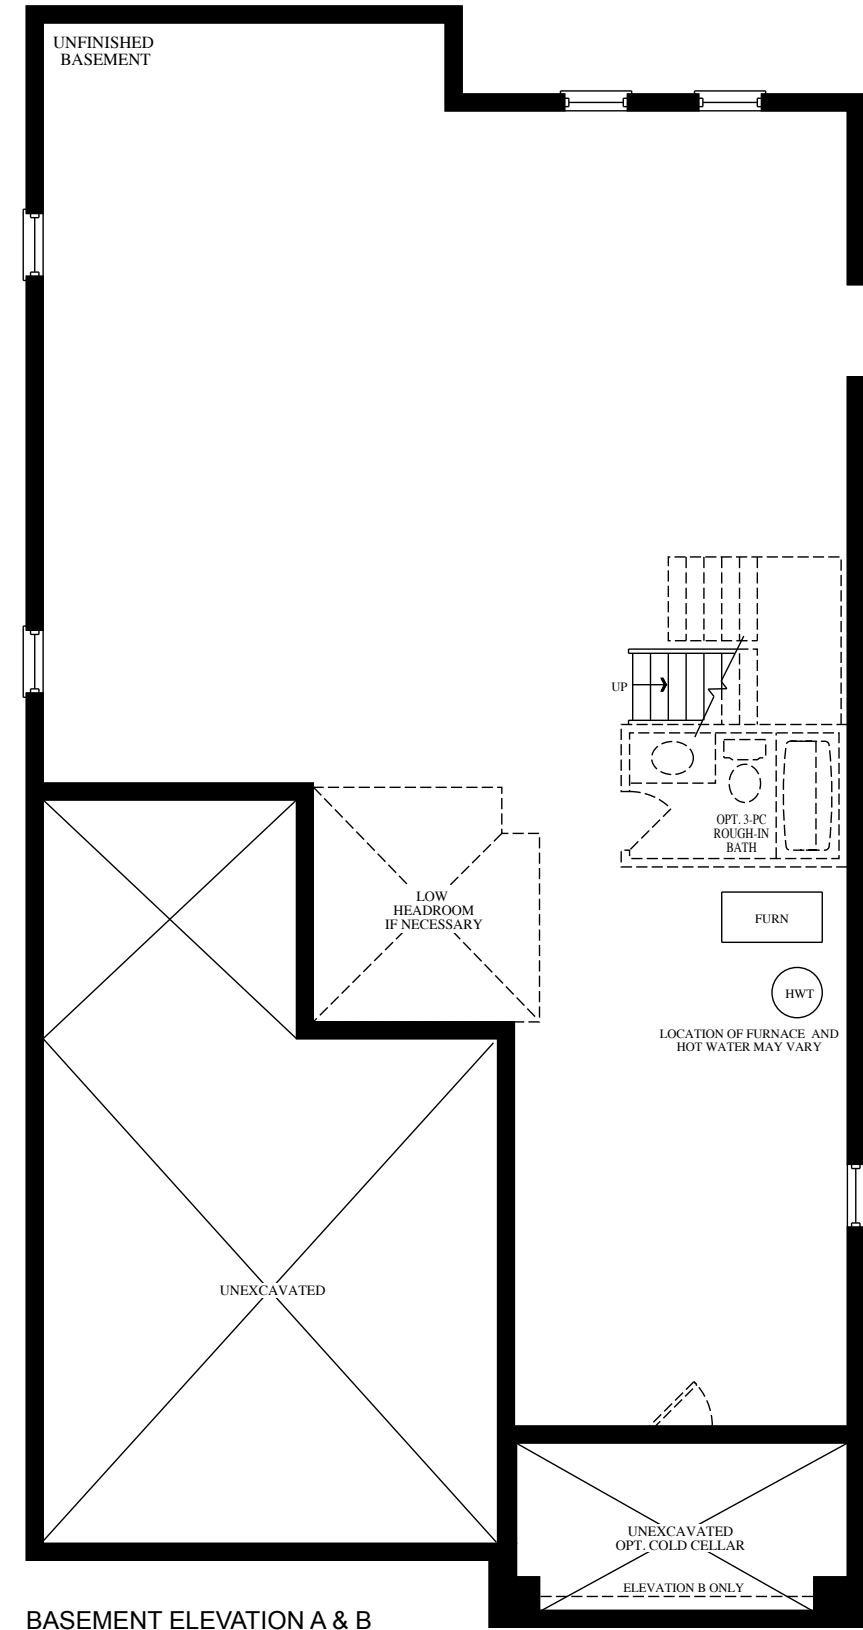 UNFINISHED
BASEMENT
UP
OPT. 3-PC
ROUGH-IN
BATH
LOW
HEADROOM
IF NECESSARY
FURN
HWT
LOCATION OF FURNACE AND
HOT WATER MAY VARY
UNEXCAVATED
UNEXCAVATED
OPT. COLD CELLAR
ELEVATION B ONLY
BASEMENT ELEVATION A & B